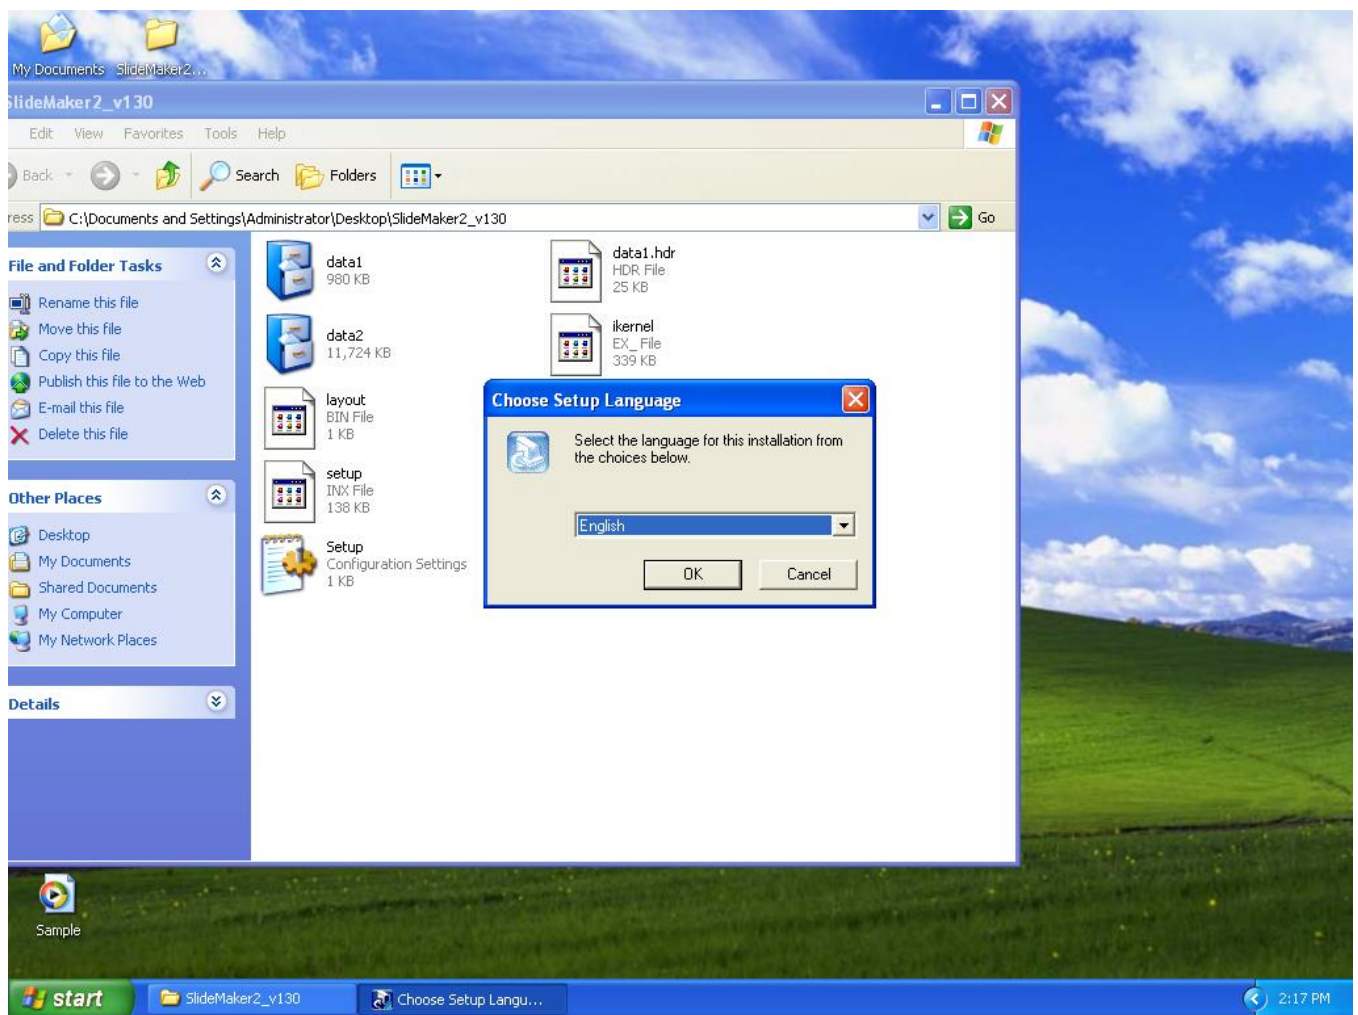 My Documents
SlideMaker2...
SlideMaker2_v130
Edit View Favorites Tools Help
Back
Search
Folders
ress
C:\Documents and Settings\Administrator\Desktop\SlideMaker2_v130
Go
File and Folder Tasks
Rename this file
Move this file
Copy this file
Publish this file to the Web
E-mail this file
Delete this file
Other Places
Desktop
My Documents
Shared Documents
My Computer
My Network Places
Details
data1
980 KB
data1.hdr
HDR File
25 KB
data2
11,724 KB
ikernel
EX_ File
339 KB
layout
BIN File
1 KB
setup
INX File
138 KB
Setup
Configuration Settings
1 KB
Choose Setup Language
Select the language for this installation from
the choices below.
English
OK
Cancel
Sample
start
SlideMaker2_v130
Choose Setup Langu...
2:17 PM